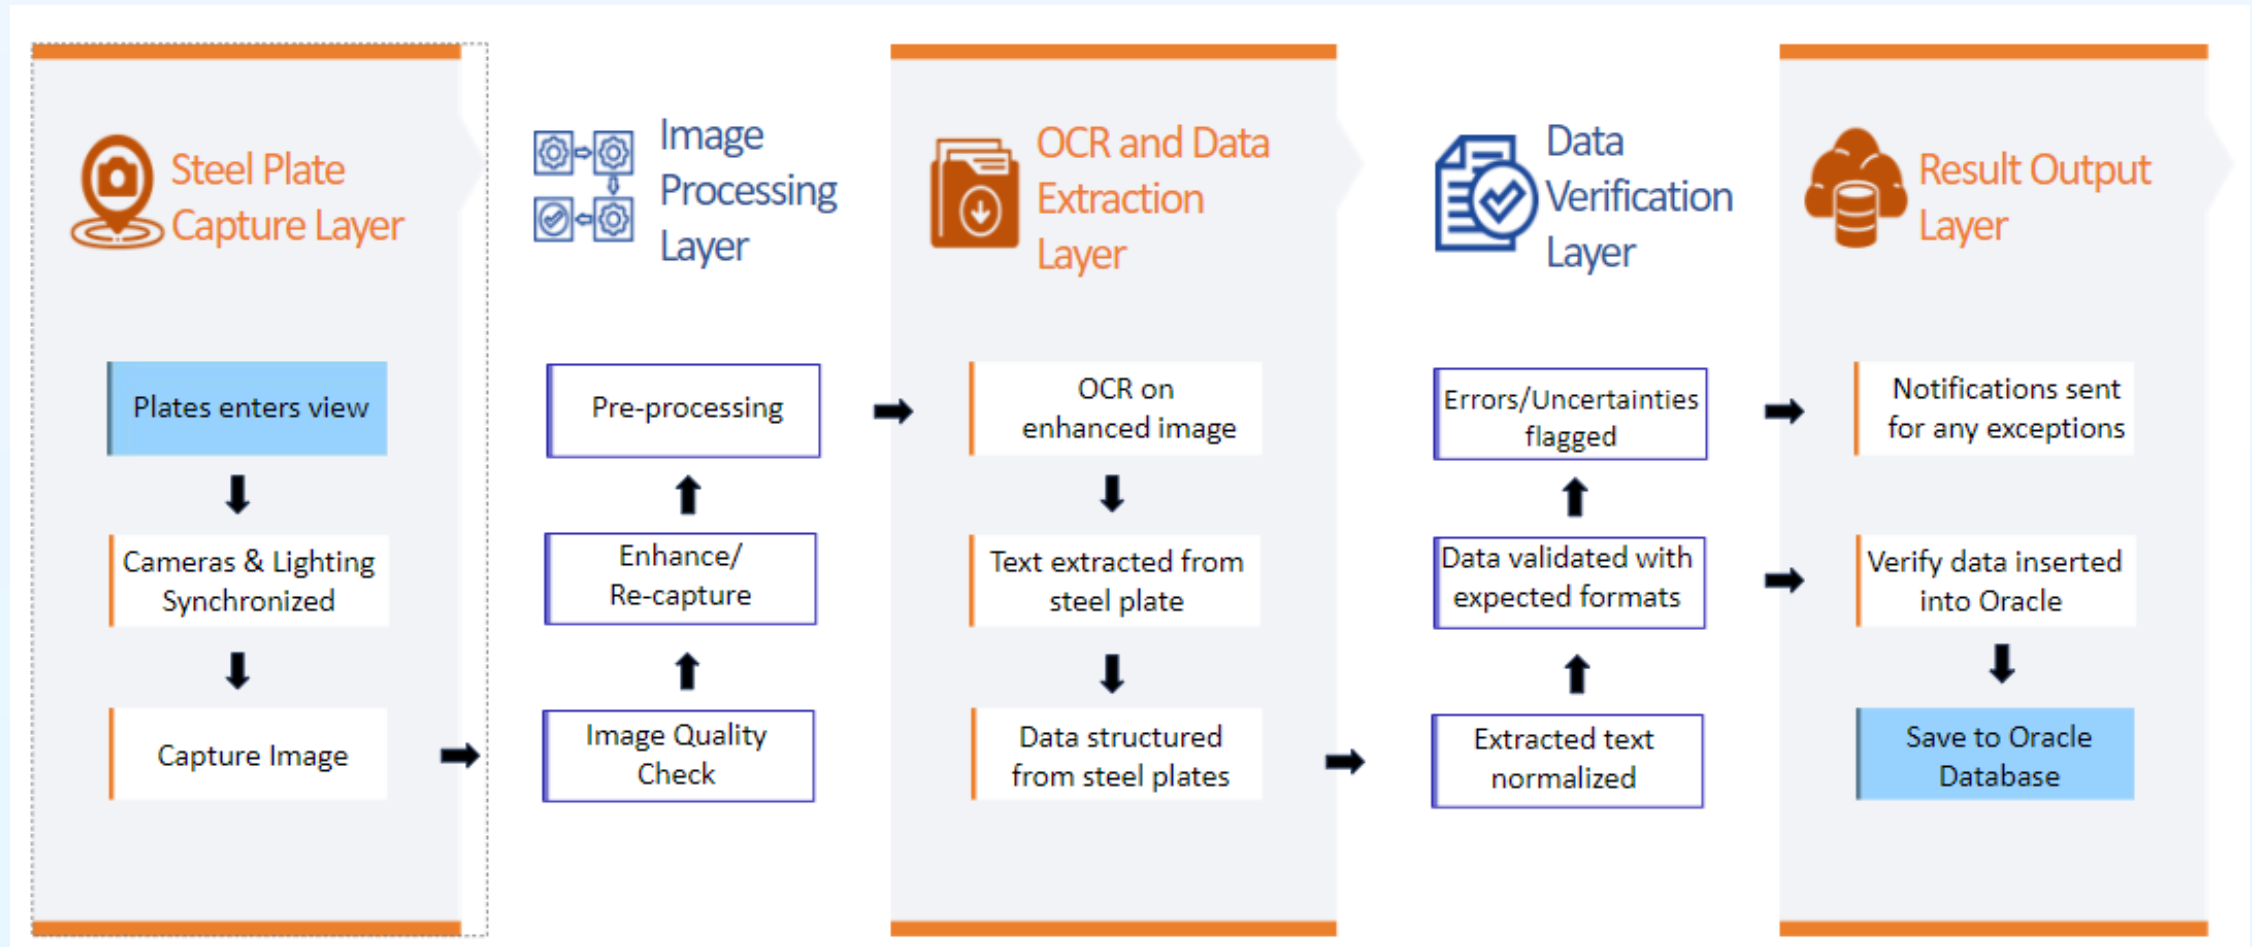 Steel Plate
Capture Layer
Plates enters view
Cameras & Lighting
Synchronized
Capture Image
Image
Processing
Layer
Pre-processing
Enhance/
Re-capture
Image Quality
Check
OCR and Data
Extraction
Layer
OCR on
enhanced image
Text extracted from
steel plate
Data structured
from steel plates
Data
Verification
Layer
Errors/Uncertainties
flagged
Data validated with
expected formats
Extracted text
normalized
Result Output
Layer
Notifications sent
for any exceptions
Verify data inserted
into Oracle
Save to Oracle
Database